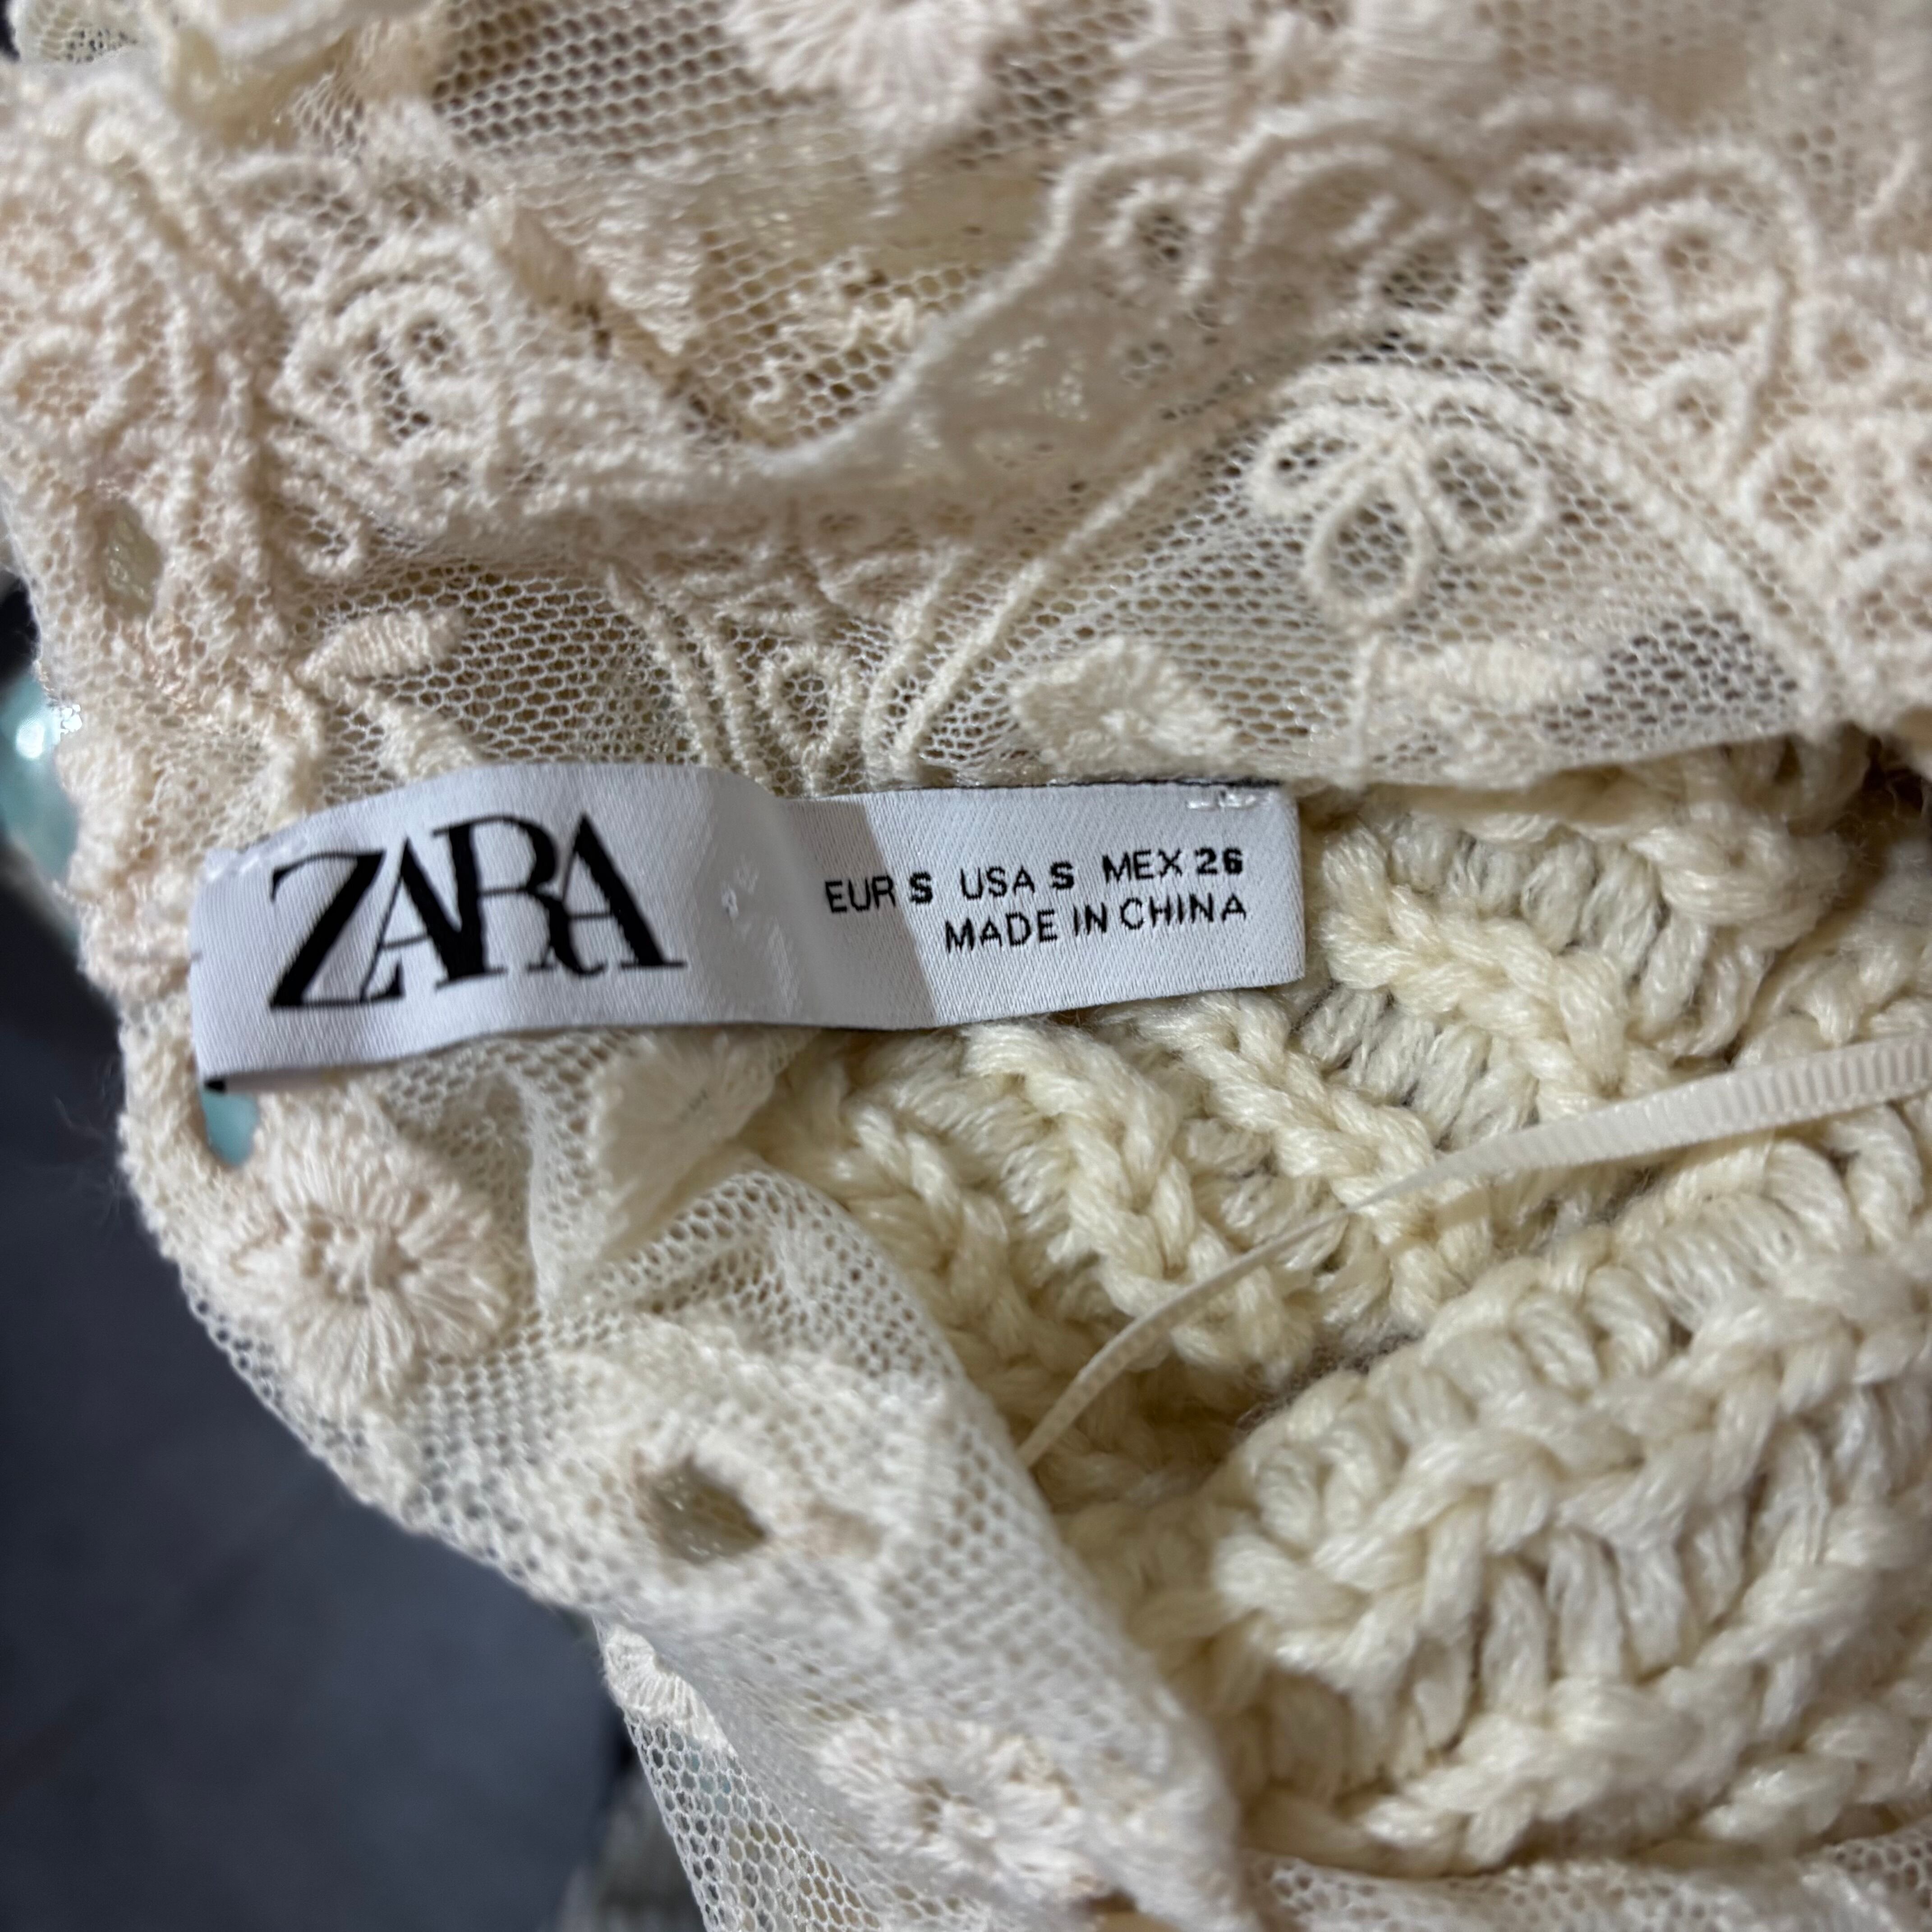 ZARA
EUR S USA S MEX 26
MADE IN CHINA